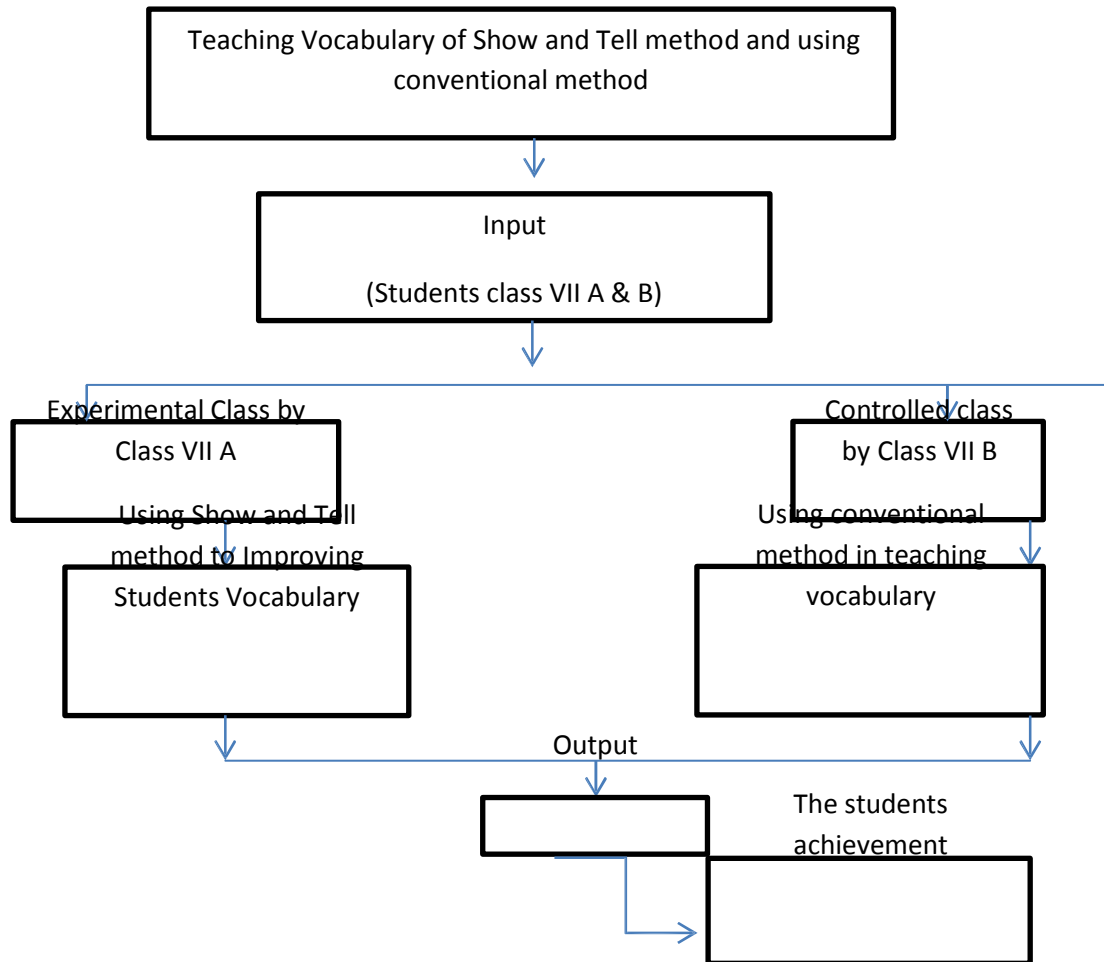 Teaching Vocabulary of Show and Tell method and using
conventional method
Input
(Students class VII A & B)
Experimental Class by
Class VII A
Controlled class
by Class VII B
Using Show and Tell
method to Improving
Students Vocabulary
Using conventional
method in teaching
vocabulary
Output
The students
achievement